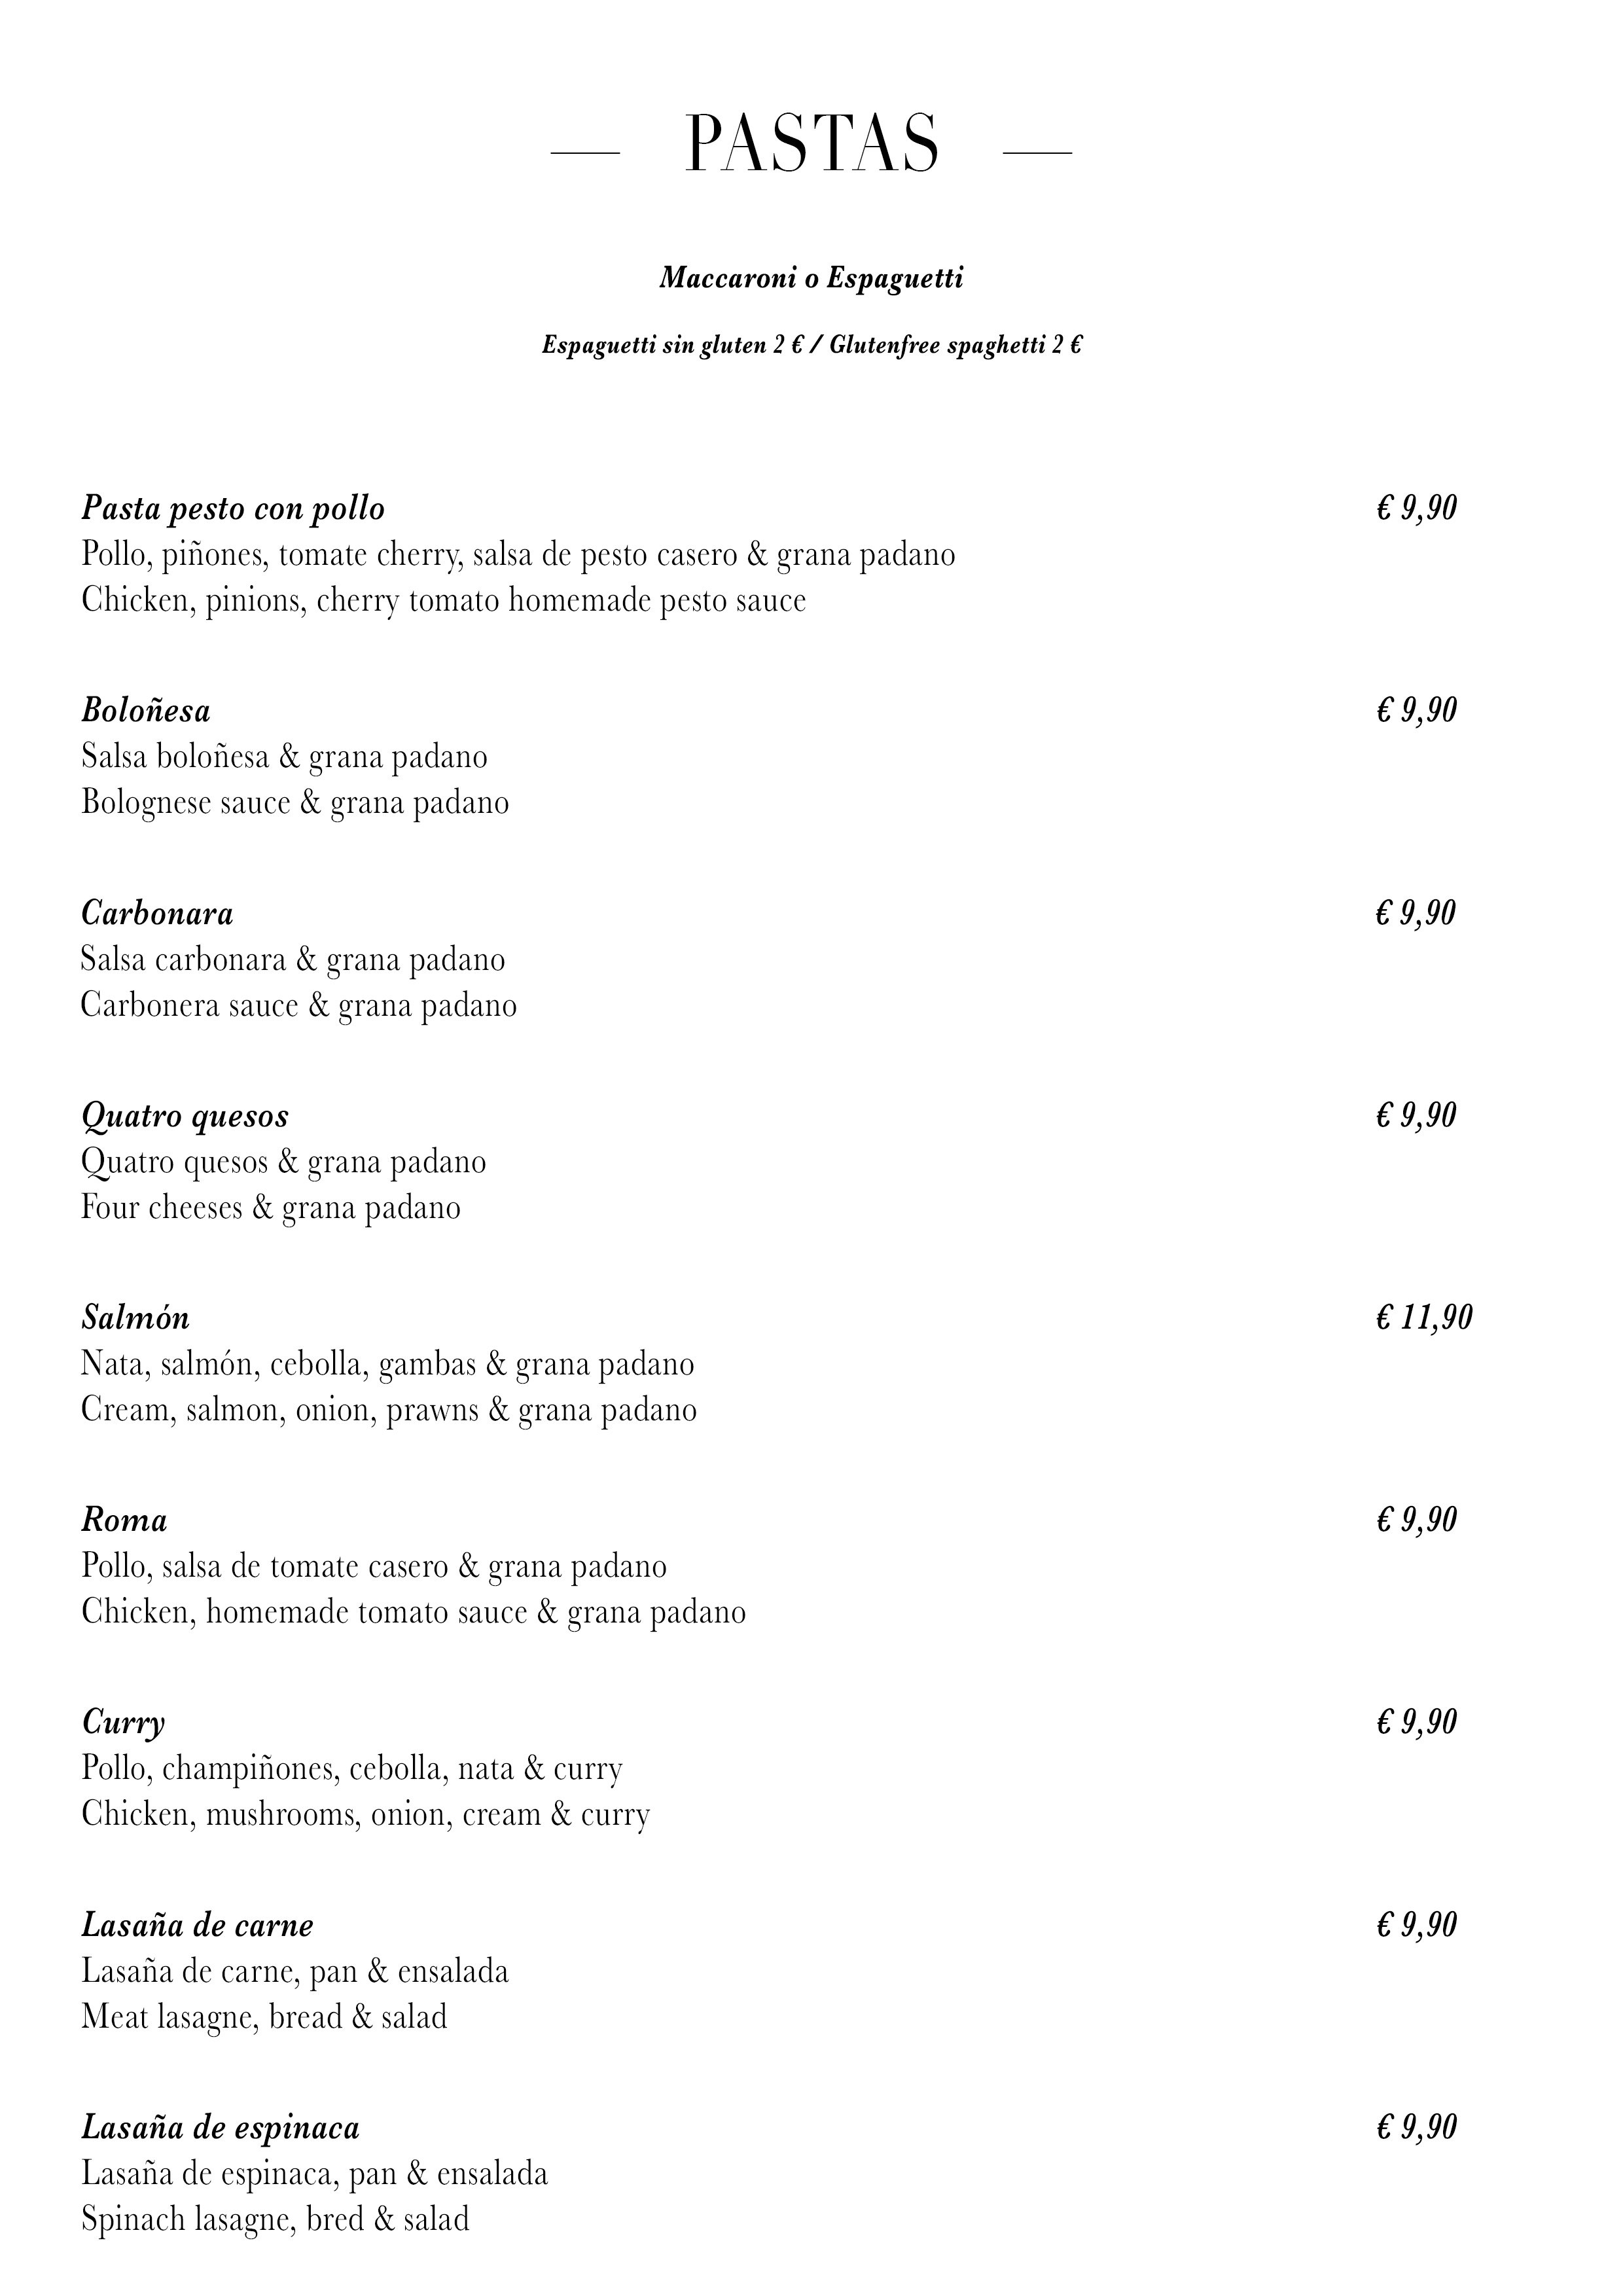 PASTAS
Maccaroni o Espaguetti
Espaguetti sin gluten 2 € / Glutenfree spaghetti 2 €
Pasta pesto con pollo € 9,90
Pollo, piñones, tomate cherry, salsa de pesto casero & grana padano
Chicken, pinions, cherry tomato homemade pesto sauce
Boloñesa € 9,90
Salsa boloñesa & grana padano
Bolognese sauce & grana padano
Carbonara € 9,90
Salsa carbonara & grana padano
Carbonera sauce & grana padano
Quatro quesos € 9,90
Quatro quesos & grana padano
Four cheeses & grana padano
Salmón € 11,90
Nata, salmón, cebolla, gambas & grana padano
Cream, salmon, onion, prawns & grana padano
Roma € 9,90
Pollo, salsa de tomate casero & grana padano
Chicken, homemade tomato sauce & grana padano
Curry € 9,90
Pollo, champiñones, cebolla, nata & curry
Chicken, mushrooms, onion, cream & curry
Lasaña de carne € 9,90
Lasaña de carne, pan & ensalada
Meat lasagne, bread & salad
Lasaña de espinaca € 9,90
Lasaña de espinaca, pan & ensalada
Spinach lasagne, bred & salad